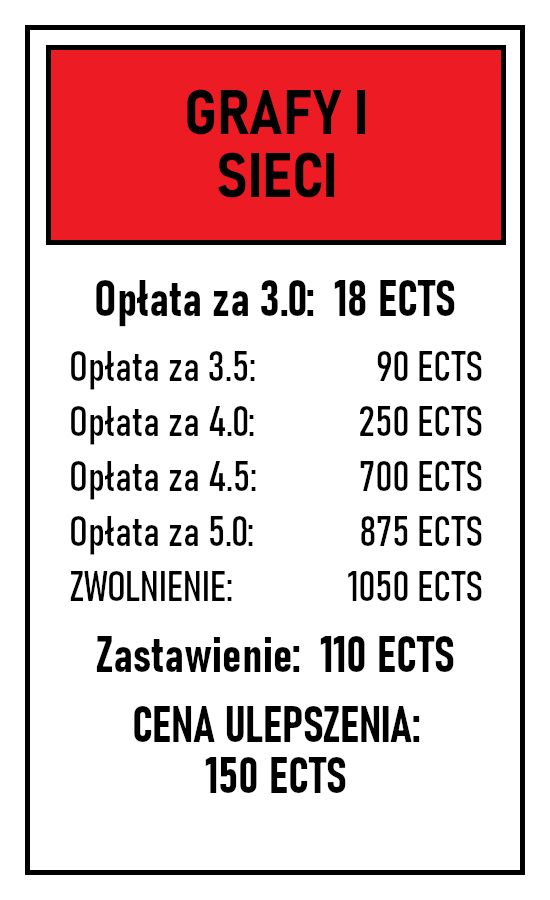 GRAFY I
SIECI
Opłata za 3.0: 18 ECTS
Opłata za 3.5: 90 ECTS
Opłata za 4.0: 250 ECTS
Opłata za 4.5: 700 ECTS
Opłata za 5.0: 875 ECTS
ZWOLNIENIE: 1050 ECTS
Zastawienie: 110 ECTS
CENA ULEPSZENIA:
150 ECTS